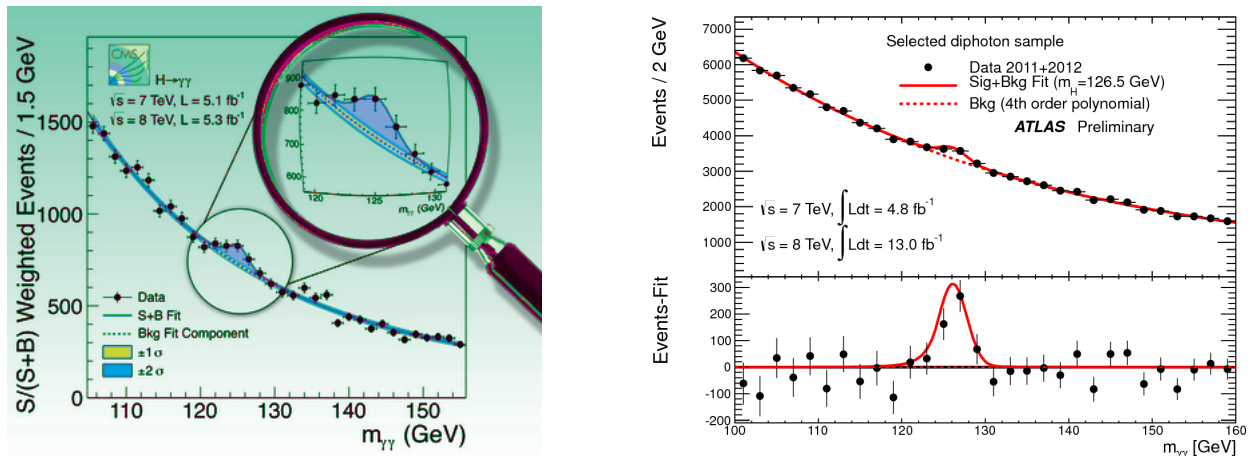 S/(S+B) Weighted Events / 1.5 GeV
CMS
H→γγ
√s = 7 TeV, L = 5.1 fb⁻¹
√s = 8 TeV, L = 5.3 fb⁻¹
1500
1000
500
0
Data
S+B Fit
Bkg Fit Component
±1 σ
±2 σ
110 120 130 140 150
mγγ (GeV)
900
800
700
600
120 125 130
mγγ (GeV)
Events / 2 GeV
7000
6000
5000
4000
3000
2000
1000
Selected diphoton sample
Data 2011+2012
Sig+Bkg Fit (mH=126.5 GeV)
Bkg (4th order polynomial)
ATLAS Preliminary
√s = 7 TeV, ∫Ldt = 4.8 fb⁻¹
√s = 8 TeV, ∫Ldt = 13.0 fb⁻¹
Events-Fit
300
200
100
0
-100
-200
100 110 120 130 140 150 160
mγγ [GeV]